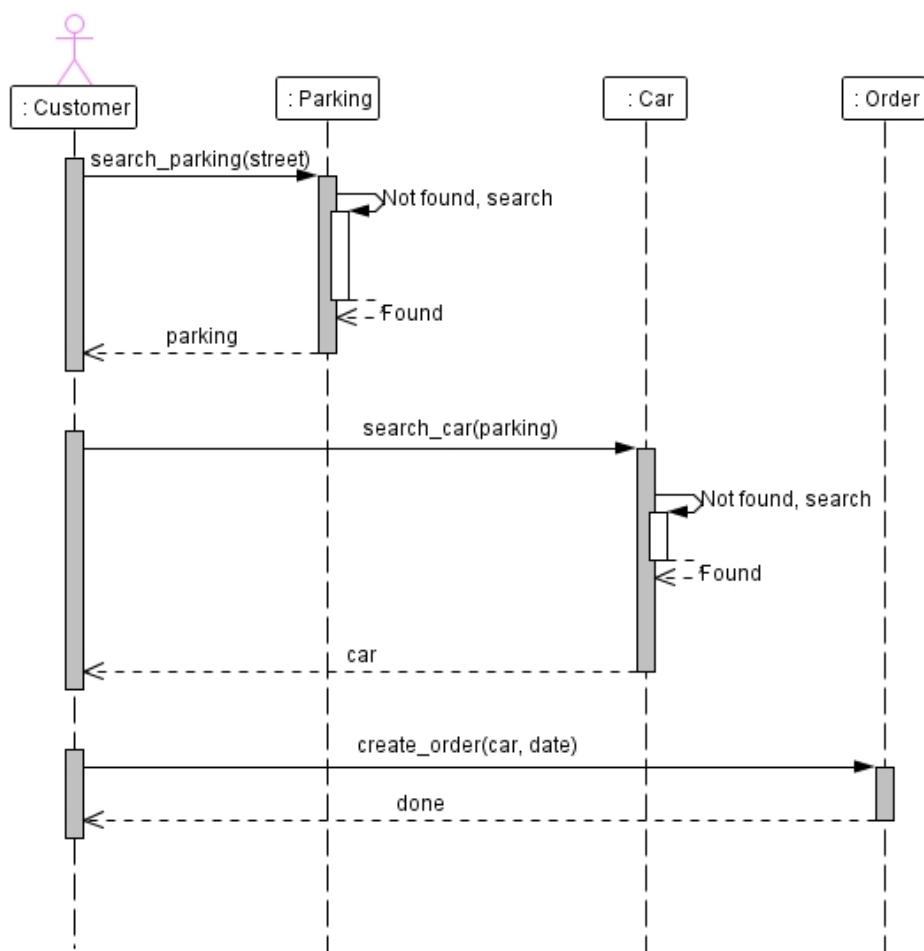 : Customer
: Parking
: Car
: Order
search_parking(street)
Not found, search
Found
parking
search_car(parking)
Not found, search
Found
car
create_order(car, date)
done